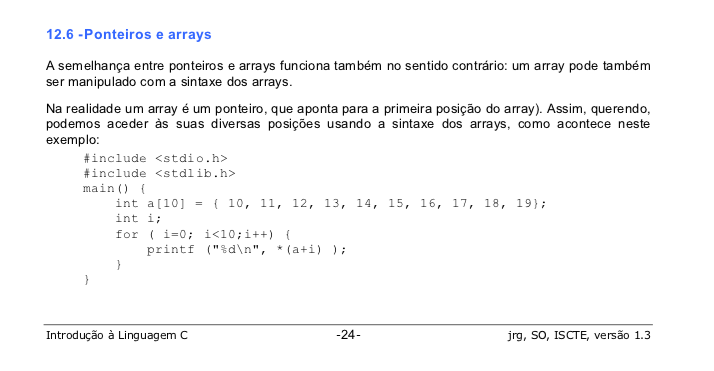 12.6 -Ponteiros e arrays
A semelhança entre ponteiros e arrays funciona também no sentido contrário: um array pode também
ser manipulado com a sintaxe dos arrays.
Na realidade um array é um ponteiro, que aponta para a primeira posição do array). Assim, querendo,
podemos aceder às suas diversas posições usando a sintaxe dos arrays, como acontece neste
exemplo:
#include <stdio.h>
#include <stdlib.h>
main() {
    int a[10] = { 10, 11, 12, 13, 14, 15, 16, 17, 18, 19};
    int i;
    for ( i=0; i<10;i++) {
        printf ("%d\n", *(a+i) );
    }
}
Introdução à Linguagem C -24- jrg, SO, ISCTE, versão 1.3